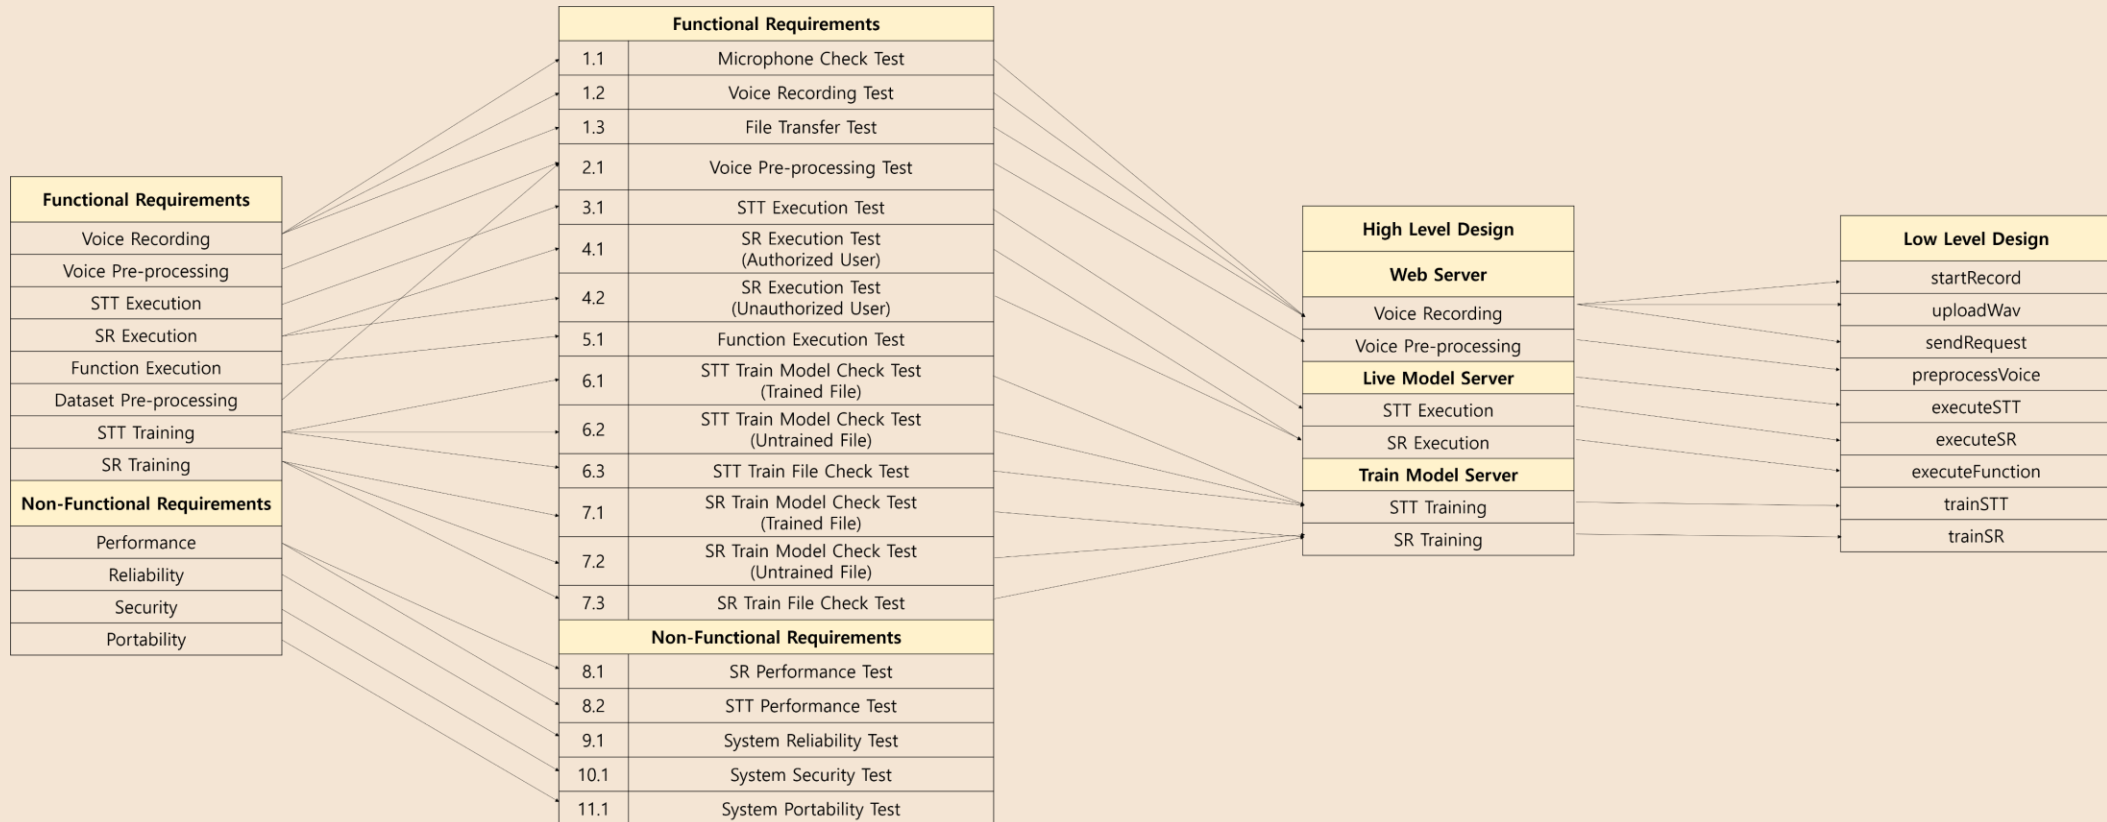 Functional Requirements
Voice Recording
Voice Pre-processing
STT Execution
SR Execution
Function Execution
Dataset Pre-processing
STT Training
SR Training
Non-Functional Requirements
Performance
Reliability
Security
Portability
Functional Requirements
1.1 Microphone Check Test
1.2 Voice Recording Test
1.3 File Transfer Test
2.1 Voice Pre-processing Test
3.1 STT Execution Test
4.1 SR Execution Test
(Authorized User)
4.2 SR Execution Test
(Unauthorized User)
5.1 Function Execution Test
6.1 STT Train Model Check Test
(Trained File)
6.2 STT Train Model Check Test
(Untrained File)
6.3 STT Train File Check Test
7.1 SR Train Model Check Test
(Trained File)
7.2 SR Train Model Check Test
(Untrained File)
7.3 SR Train File Check Test
Non-Functional Requirements
8.1 SR Performance Test
8.2 STT Performance Test
9.1 System Reliability Test
10.1 System Security Test
11.1 System Portability Test
High Level Design
Web Server
Voice Recording
Voice Pre-processing
Live Model Server
STT Execution
SR Execution
Train Model Server
STT Training
SR Training
Low Level Design
startRecord
uploadWav
sendRequest
preprocessVoice
executeSTT
executeSR
executeFunction
trainSTT
trainSR